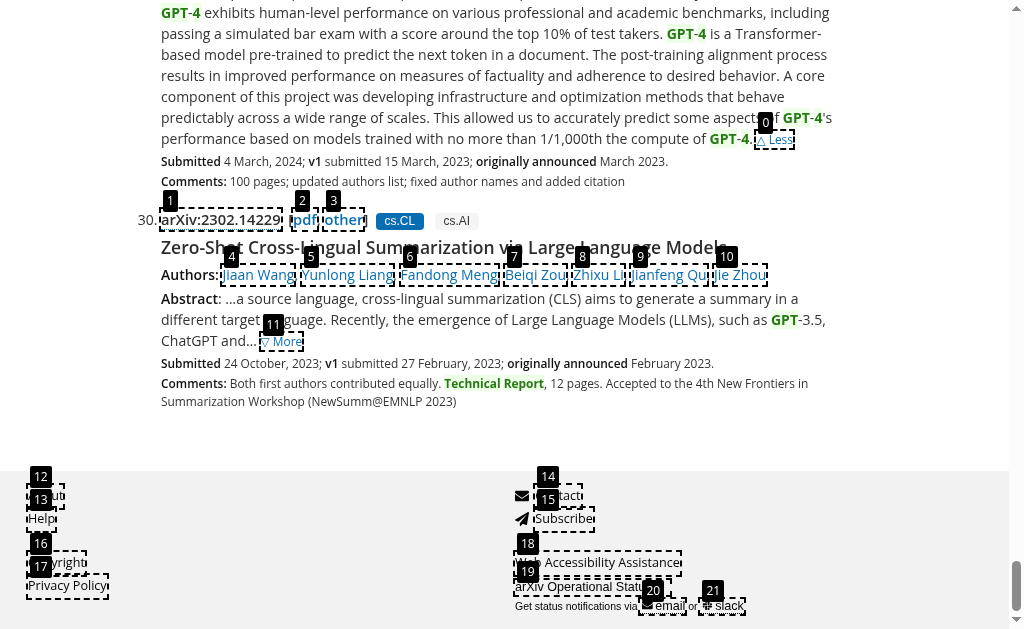 GPT-4 exhibits human-level performance on various professional and academic benchmarks, including
passing a simulated bar exam with a score around the top 10% of test takers. GPT-4 is a Transformer-
based model pre-trained to predict the next token in a document. The post-training alignment process
results in improved performance on measures of factuality and adherence to desired behavior. A core
component of this project was developing infrastructure and optimization methods that behave
predictably across a wide range of scales. This allowed us to accurately predict some aspects of GPT-4's
0
performance based on models trained with no more than 1/1,000th the compute of GPT-4. △ Less
Submitted 4 March, 2024; v1 submitted 15 March, 2023; originally announced March 2023.
Comments: 100 pages; updated authors list; fixed author names and added citation
1 2 3
30. arXiv:2302.14229 [pdf, other] cs.CL cs.AI
Zero-Shot Cross-Lingual Summarization via Large Language Models
4 5 6 7 8 9 10
Authors: Jiaan Wang, Yunlong Liang, Fandong Meng, Beiqi Zou, Zhixu Li, Jianfeng Qu, Jie Zhou
Abstract: …a source language, cross-lingual summarization (CLS) aims to generate a summary in a
different target language. Recently, the emergence of Large Language Models (LLMs), such as GPT-3.5,
11
ChatGPT and… ▽ More
Submitted 24 October, 2023; v1 submitted 27 February, 2023; originally announced February 2023.
Comments: Both first authors contributed equally. Technical Report, 12 pages. Accepted to the 4th New Frontiers in
Summarization Workshop (NewSumm@EMNLP 2023)
12
About
13
Help
14
Contact
15
Subscribe
16
Copyright
17
Privacy Policy
18
Web Accessibility Assistance
19
arXiv Operational Status
20 21
Get status notifications via email or slack